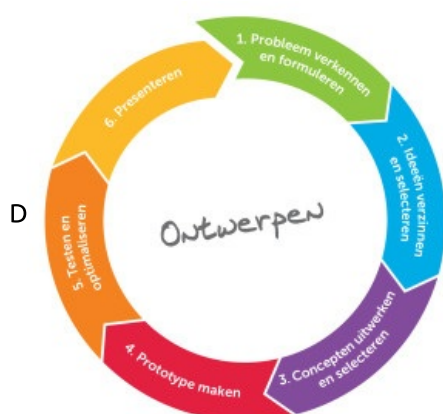 1. Probleem verkennen
en formuleren
2. Ideeën verzinnen
en selecteren
3. Concepten uitwerken
en selecteren
4. Prototype maken
5. Testen en
optimaliseren
6. Presenteren
D
Ontwerpen